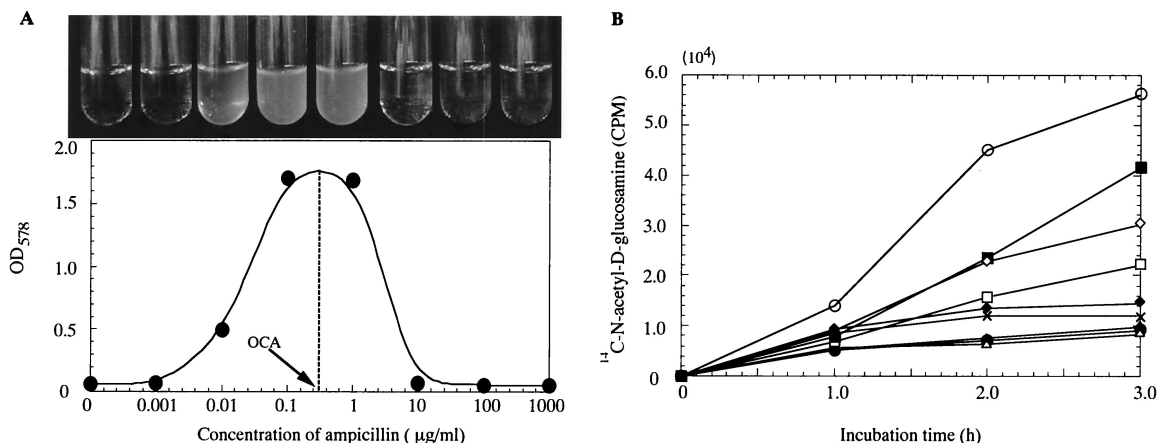 A
2.0
1.5
1.0
0.5
0
OD578
OCA
0 0.001 0.01 0.1 1 10 100 1000
Concentration of ampicillin ( μg/ml)
B
(10⁴)
6.0
5.0
4.0
3.0
2.0
1.0
0
¹⁴C-N-acetyl-D-glucosamine (CPM)
0 1.0 2.0 3.0
Incubation time (h)